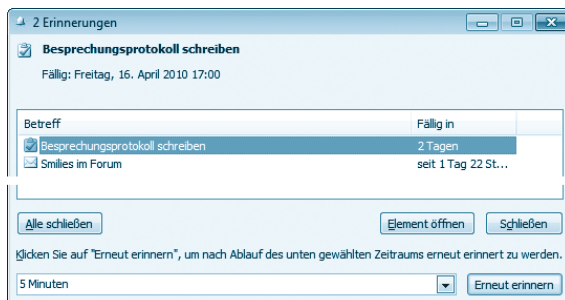 2 Erinnerungen
Besprechungsprotokoll schreiben
Fällig: Freitag, 16. April 2010 17:00
Betreff Fällig in
Besprechungsprotokoll schreiben 2 Tagen
Smilies im Forum seit 1 Tag 22 St...
Alle schließen Element öffnen Schließen
Klicken Sie auf "Erneut erinnern", um nach Ablauf des unten gewählten Zeitraums erneut erinnert zu werden.
5 Minuten Erneut erinnern